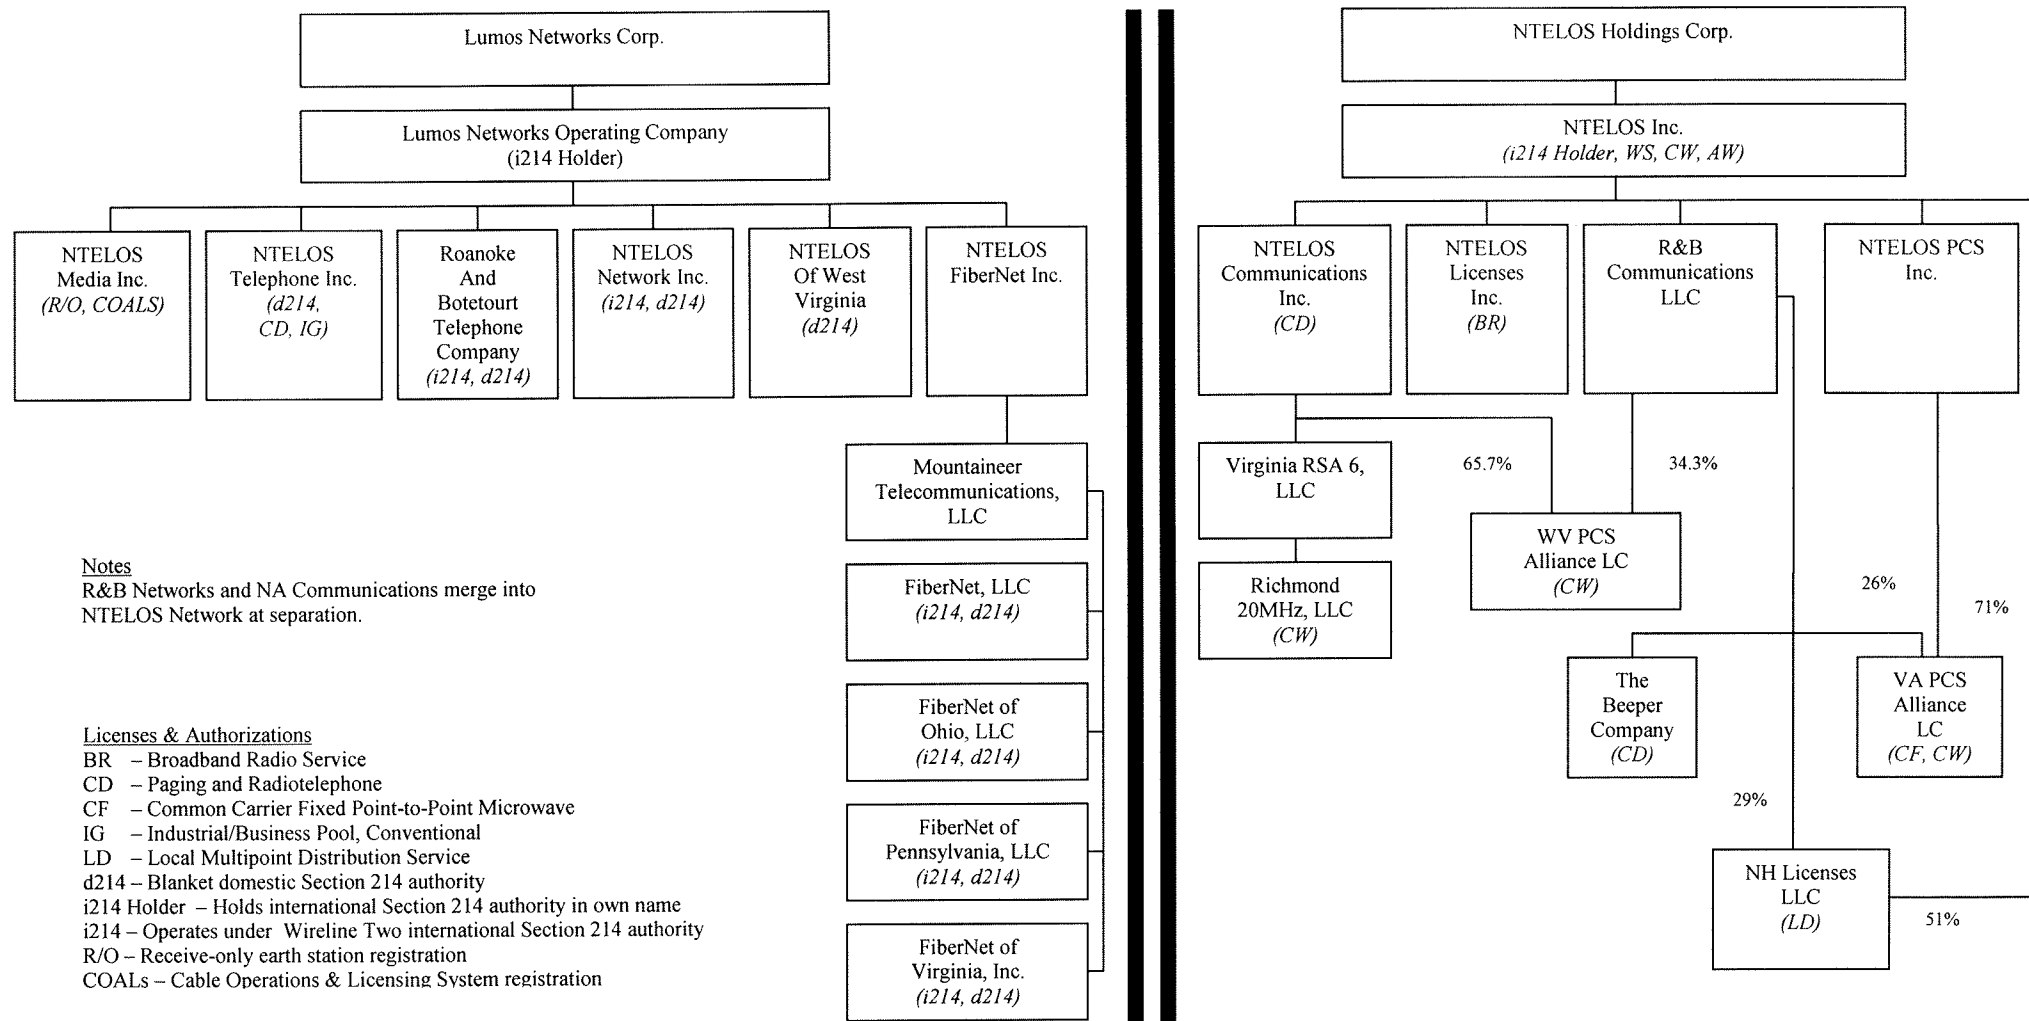 Lumos Networks Corp.
Lumos Networks Operating Company
(i214 Holder)
NTELOS
Media Inc.
(R/O, COALS)
NTELOS
Telephone Inc.
(d214,
CD, IG)
Roanoke
And
Botetourt
Telephone
Company
(i214, d214)
NTELOS
Network Inc.
(i214, d214)
NTELOS
Of West
Virginia
(d214)
NTELOS
FiberNet Inc.
Mountaineer
Telecommunications,
LLC
FiberNet, LLC
(i214, d214)
FiberNet of
Ohio, LLC
(i214, d214)
FiberNet of
Pennsylvania, LLC
(i214, d214)
FiberNet of
Virginia, Inc.
(i214, d214)
Notes
R&B Networks and NA Communications merge into
NTELOS Network at separation.
Licenses & Authorizations
BR – Broadband Radio Service
CD – Paging and Radiotelephone
CF – Common Carrier Fixed Point-to-Point Microwave
IG – Industrial/Business Pool, Conventional
LD – Local Multipoint Distribution Service
d214 – Blanket domestic Section 214 authority
i214 Holder – Holds international Section 214 authority in own name
i214 – Operates under Wireline Two international Section 214 authority
R/O – Receive-only earth station registration
COALs – Cable Operations & Licensing System registration
NTELOS Holdings Corp.
NTELOS Inc.
(i214 Holder, WS, CW, AW)
NTELOS
Communications
Inc.
(CD)
NTELOS
Licenses
Inc.
(BR)
R&B
Communications
LLC
NTELOS PCS
Inc.
Virginia RSA 6,
LLC
65.7%
34.3%
WV PCS
Alliance LC
(CW)
Richmond
20MHz, LLC
(CW)
26%
71%
The
Beeper
Company
(CD)
VA PCS
Alliance
LC
(CF, CW)
29%
NH Licenses
LLC
(LD)
51%